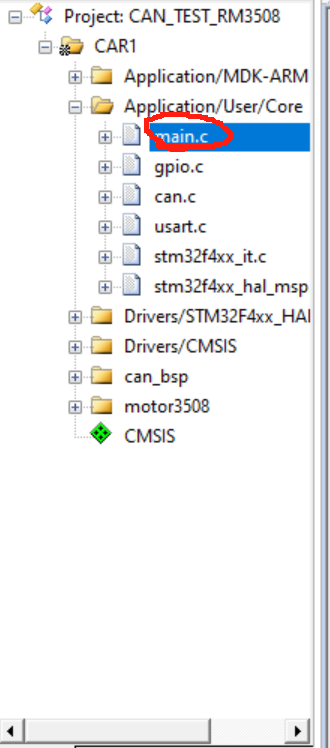 Project: CAN_TEST_RM3508
CAR1
Application/MDK-ARM
Application/User/Core
main.c
gpio.c
can.c
usart.c
stm32f4xx_it.c
stm32f4xx_hal_msp
Drivers/STM32F4xx_HAI
Drivers/CMSIS
can_bsp
motor3508
CMSIS